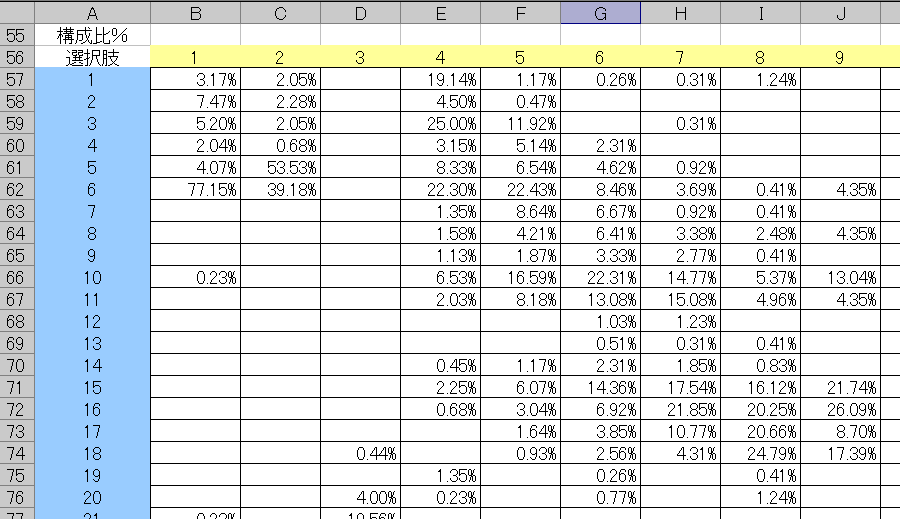 A B C D E F G H I J
55 構成比%
56 選択肢 1 2 3 4 5 6 7 8 9
57 1 3.17% 2.05% 19.14% 1.17% 0.26% 0.31% 1.24%
58 2 7.47% 2.28% 4.50% 0.47%
59 3 5.20% 2.05% 25.00% 11.92% 0.31%
60 4 2.04% 0.68% 3.15% 5.14% 2.31%
61 5 4.07% 53.53% 8.33% 6.54% 4.62% 0.92%
62 6 77.15% 39.18% 22.30% 22.43% 8.46% 3.69% 0.41% 4.35%
63 7 1.35% 8.64% 6.67% 0.92% 0.41%
64 8 1.58% 4.21% 6.41% 3.38% 2.48% 4.35%
65 9 1.13% 1.87% 3.33% 2.77% 0.41%
66 10 0.23% 6.53% 16.59% 22.31% 14.77% 5.37% 13.04%
67 11 2.03% 8.18% 13.08% 15.08% 4.96% 4.35%
68 12 1.03% 1.23%
69 13 0.51% 0.31% 0.41%
70 14 0.45% 1.17% 2.31% 1.85% 0.83%
71 15 2.25% 6.07% 14.36% 17.54% 16.12% 21.74%
72 16 0.68% 3.04% 6.92% 21.85% 20.25% 26.09%
73 17 1.64% 3.85% 10.77% 20.66% 8.70%
74 18 0.44% 0.93% 2.56% 4.31% 24.79% 17.39%
75 19 1.35% 0.26% 0.41%
76 20 4.00% 0.23% 0.77% 1.24%